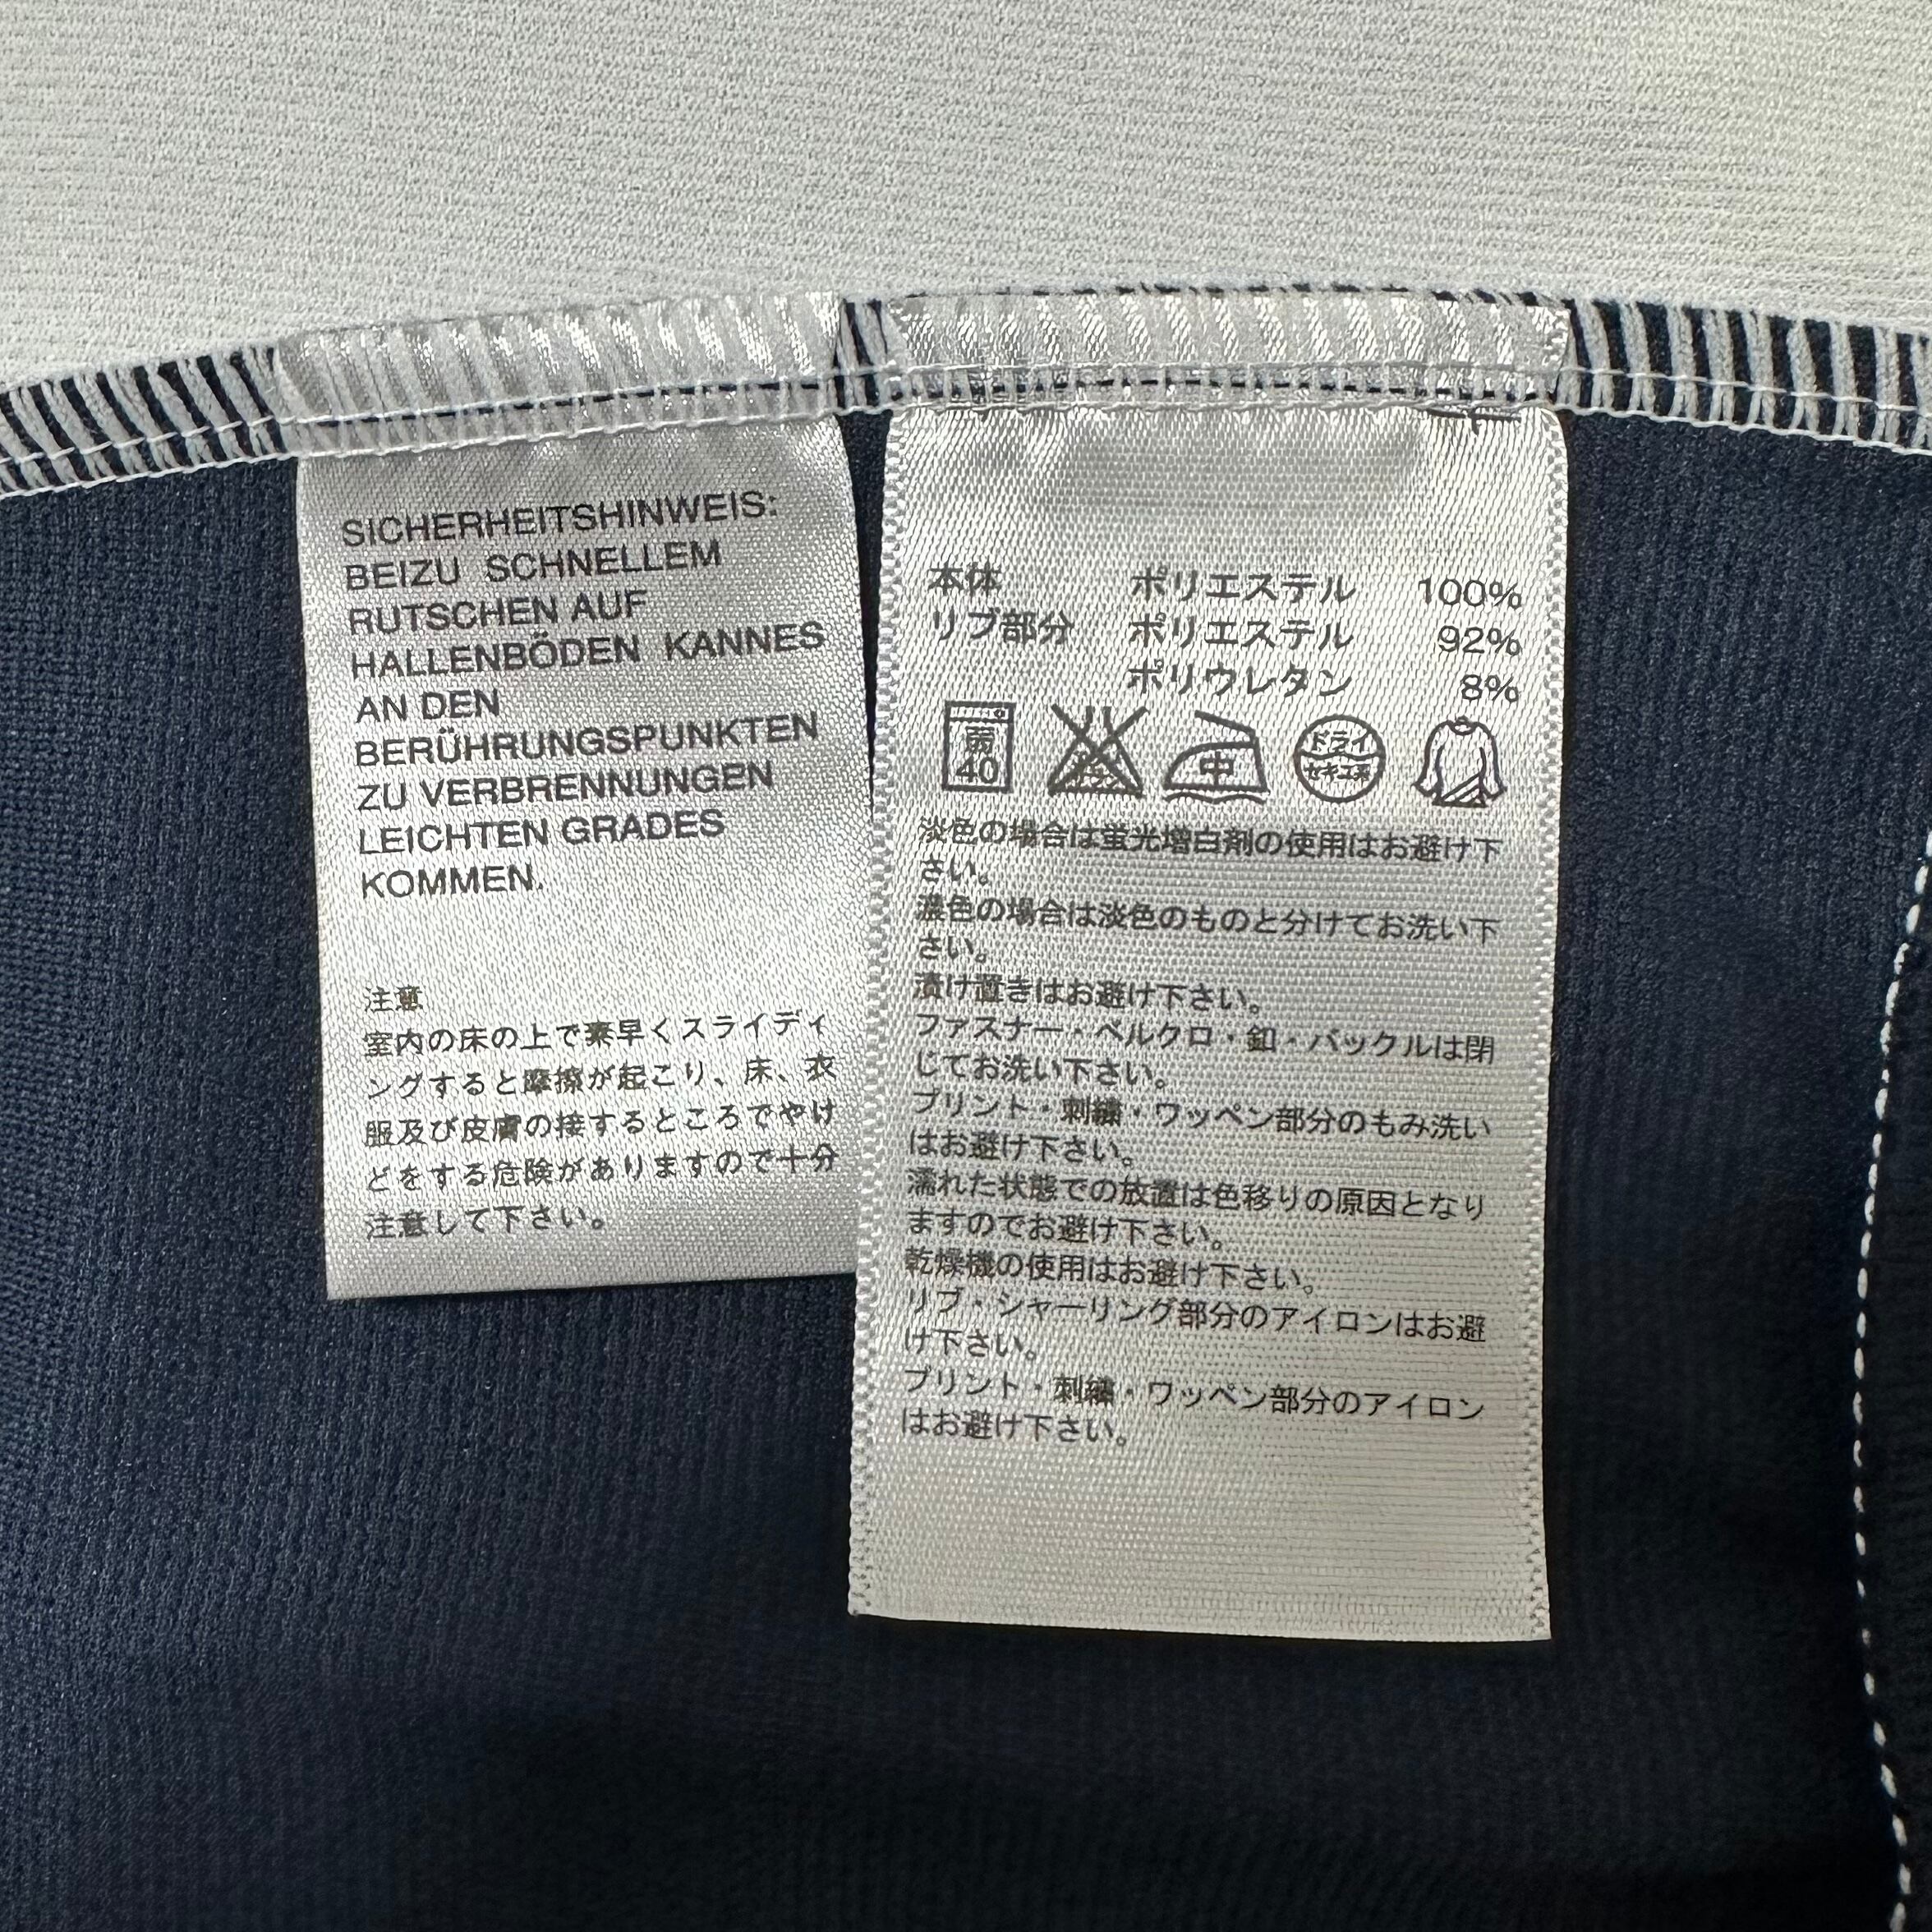 SICHERHEITSHINWEIS:
BEIZU SCHNELLEM
RUTSCHEN AUF
HALLENBÖDEN KANNES
AN DEN
BERÜHRUNGSPUNKTEN
ZU VERBRENNUNGEN
LEICHTEN GRADES
KOMMEN.
注意
室内の床の上で素早くスライディ
ングすると摩擦が起こり、床、衣
服及び皮膚の接するところでやけ
どをする危険がありますので十分
注意して下さい。
本体 ポリエステル 100%
リブ部分 ポリエステル 92%
ポリウレタン 8%
弱
40
中
ドライ
セキユ系
淡色の場合は蛍光増白剤の使用はお避け下
さい。
濃色の場合は淡色のものと分けてお洗い下
さい。
漬け置きはお避け下さい。
ファスナー・ベルクロ・釦・バックルは閉
じてお洗い下さい。
プリント・刺繍・ワッペン部分のもみ洗い
はお避け下さい。
濡れた状態での放置は色移りの原因となり
ますのでお避け下さい。
乾燥機の使用はお避け下さい。
リブ・シャーリング部分のアイロンはお避
け下さい。
プリント・刺繍・ワッペン部分のアイロン
はお避け下さい。